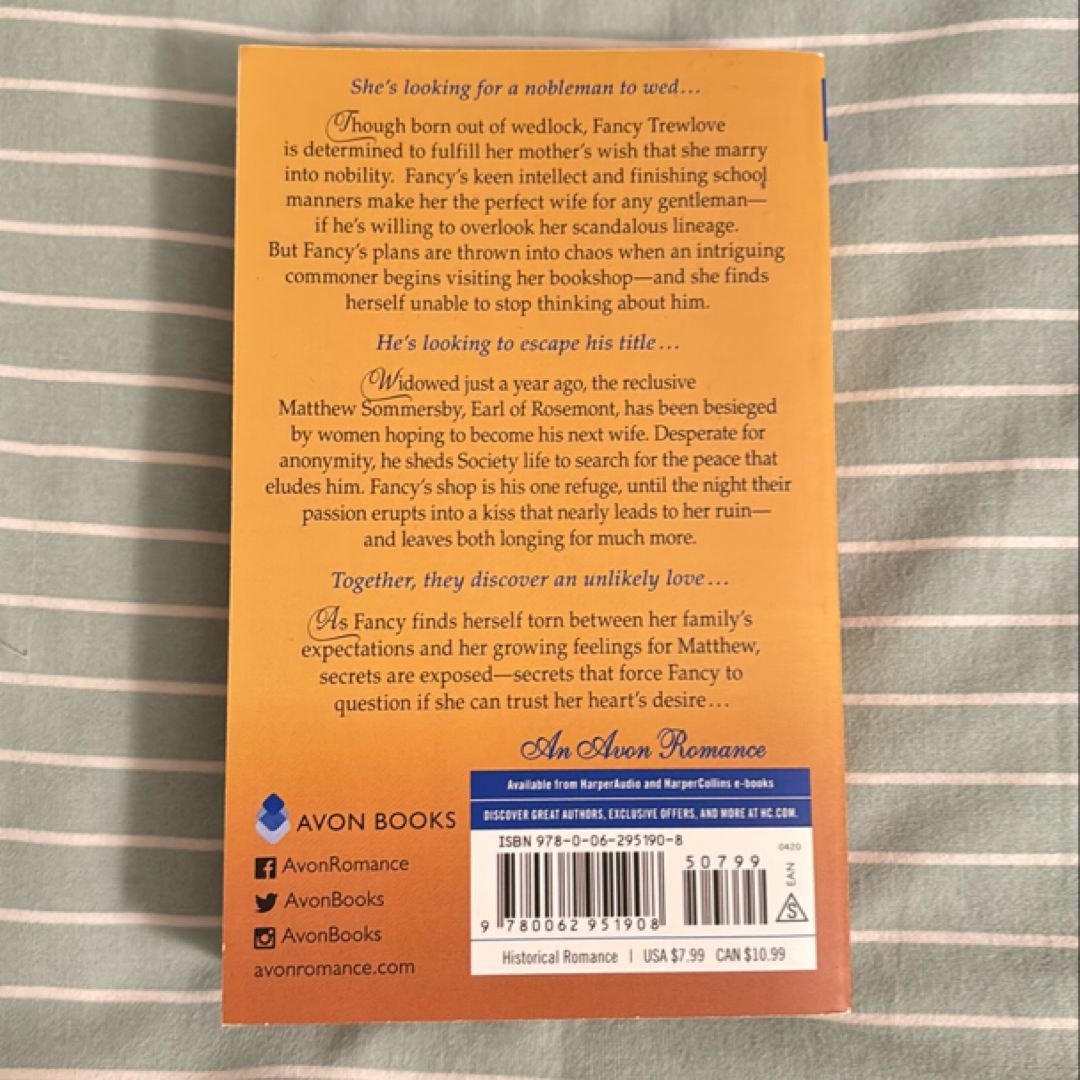 She's looking for a nobleman to wed...
Though born out of wedlock, Fancy Trewlove
is determined to fulfill her mother's wish that she marry
into nobility. Fancy's keen intellect and finishing school
manners make her the perfect wife for any gentleman—
if he's willing to overlook her scandalous lineage.
But Fancy's plans are thrown into chaos when an intriguing
commoner begins visiting her bookshop—and she finds
herself unable to stop thinking about him.
He's looking to escape his title...
Widowed just a year ago, the reclusive
Matthew Sommersby, Earl of Rosemont, has been besieged
by women hoping to become his next wife. Desperate for
anonymity, he sheds Society life to search for the peace that
eludes him. Fancy's shop is his one refuge, until the night their
passion erupts into a kiss that nearly leads to her ruin—
and leaves both longing for much more.
Together, they discover an unlikely love...
As Fancy finds herself torn between her family's
expectations and her growing feelings for Matthew,
secrets are exposed—secrets that force Fancy to
question if she can trust her heart's desire...
An Avon Romance
Available from HarperAudio and HarperCollins e-books
DISCOVER GREAT AUTHORS, EXCLUSIVE OFFERS, AND MORE AT HC.COM.
AVON BOOKS
AvonRomance
AvonBooks
AvonBooks
avonromance.com
ISBN 978-0-06-295190-8
50799
0420
EAN
S
9 780062 951908
Historical Romance | USA $7.99 CAN $10.99